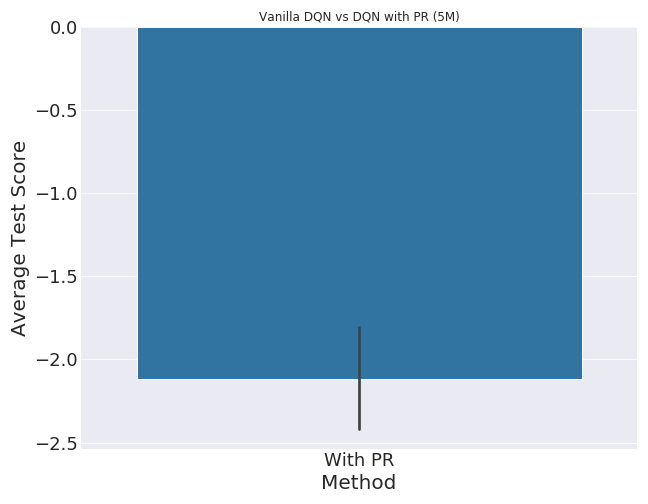 Vanilla DQN vs DQN with PR (5M)
0.0
−0.5
−1.0
−1.5
−2.0
−2.5
Average Test Score
With PR
Method